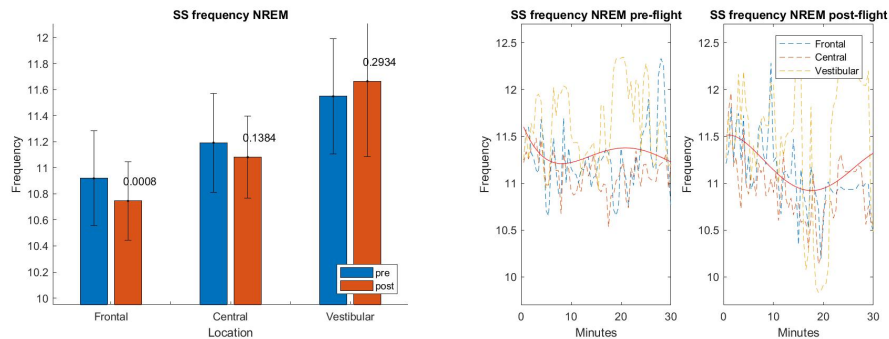 SS frequency NREM
12
11.8
11.6
11.4
11.2
11
10.8
10.6
10.4
10.2
10
Frequency
0.0008
0.1384
0.2934
pre
post
Frontal Central Vestibular
Location
SS frequency NREM pre-flight
12.5
12
11.5
11
10.5
10
Frequency
0 10 20 30
Minutes
SS frequency NREM post-flight
12.5
12
11.5
11
10.5
10
Frequency
Frontal
Central
Vestibular
0 10 20 30
Minutes